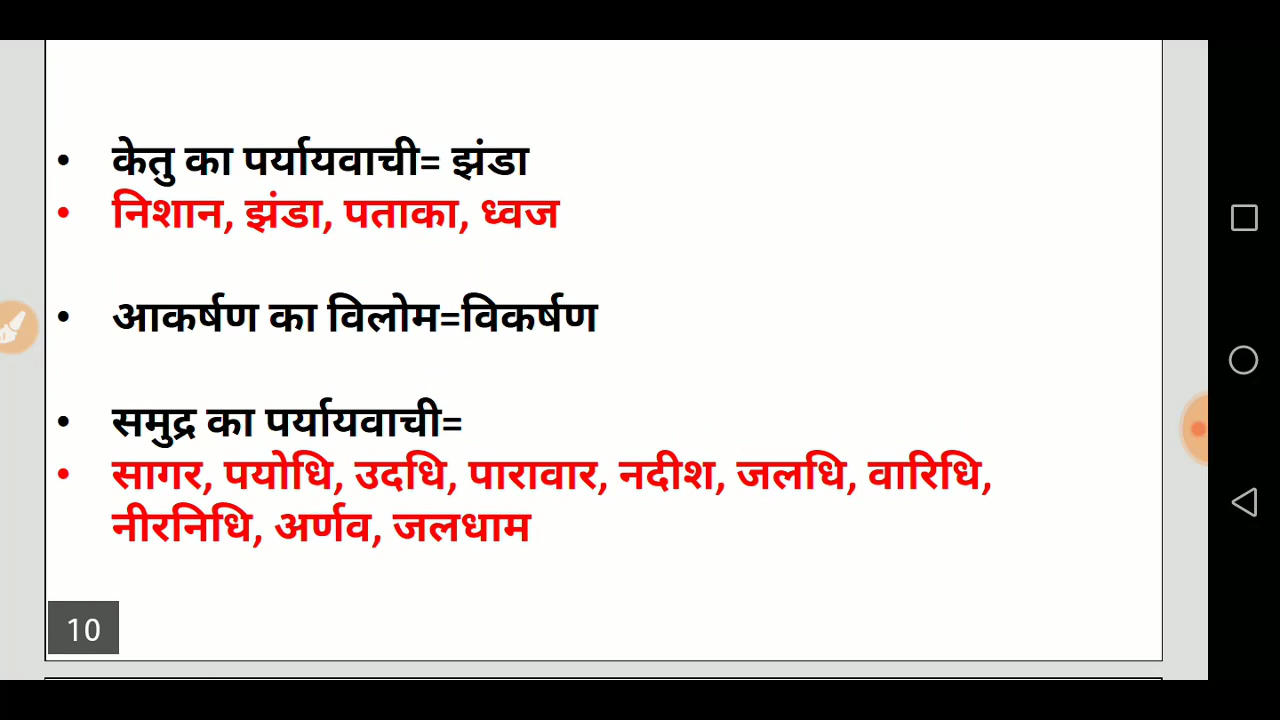 • केतु का पर्यायवाची= झंडा
• निशान, झंडा, पताका, ध्वज
• आकर्षण का विलोम=विकर्षण
• समुद्र का पर्यायवाची=
• सागर, पयोधि, उदधि, पारावार, नदीश, जलधि, वारिधि,
नीरनिधि, अर्णव, जलधाम
10